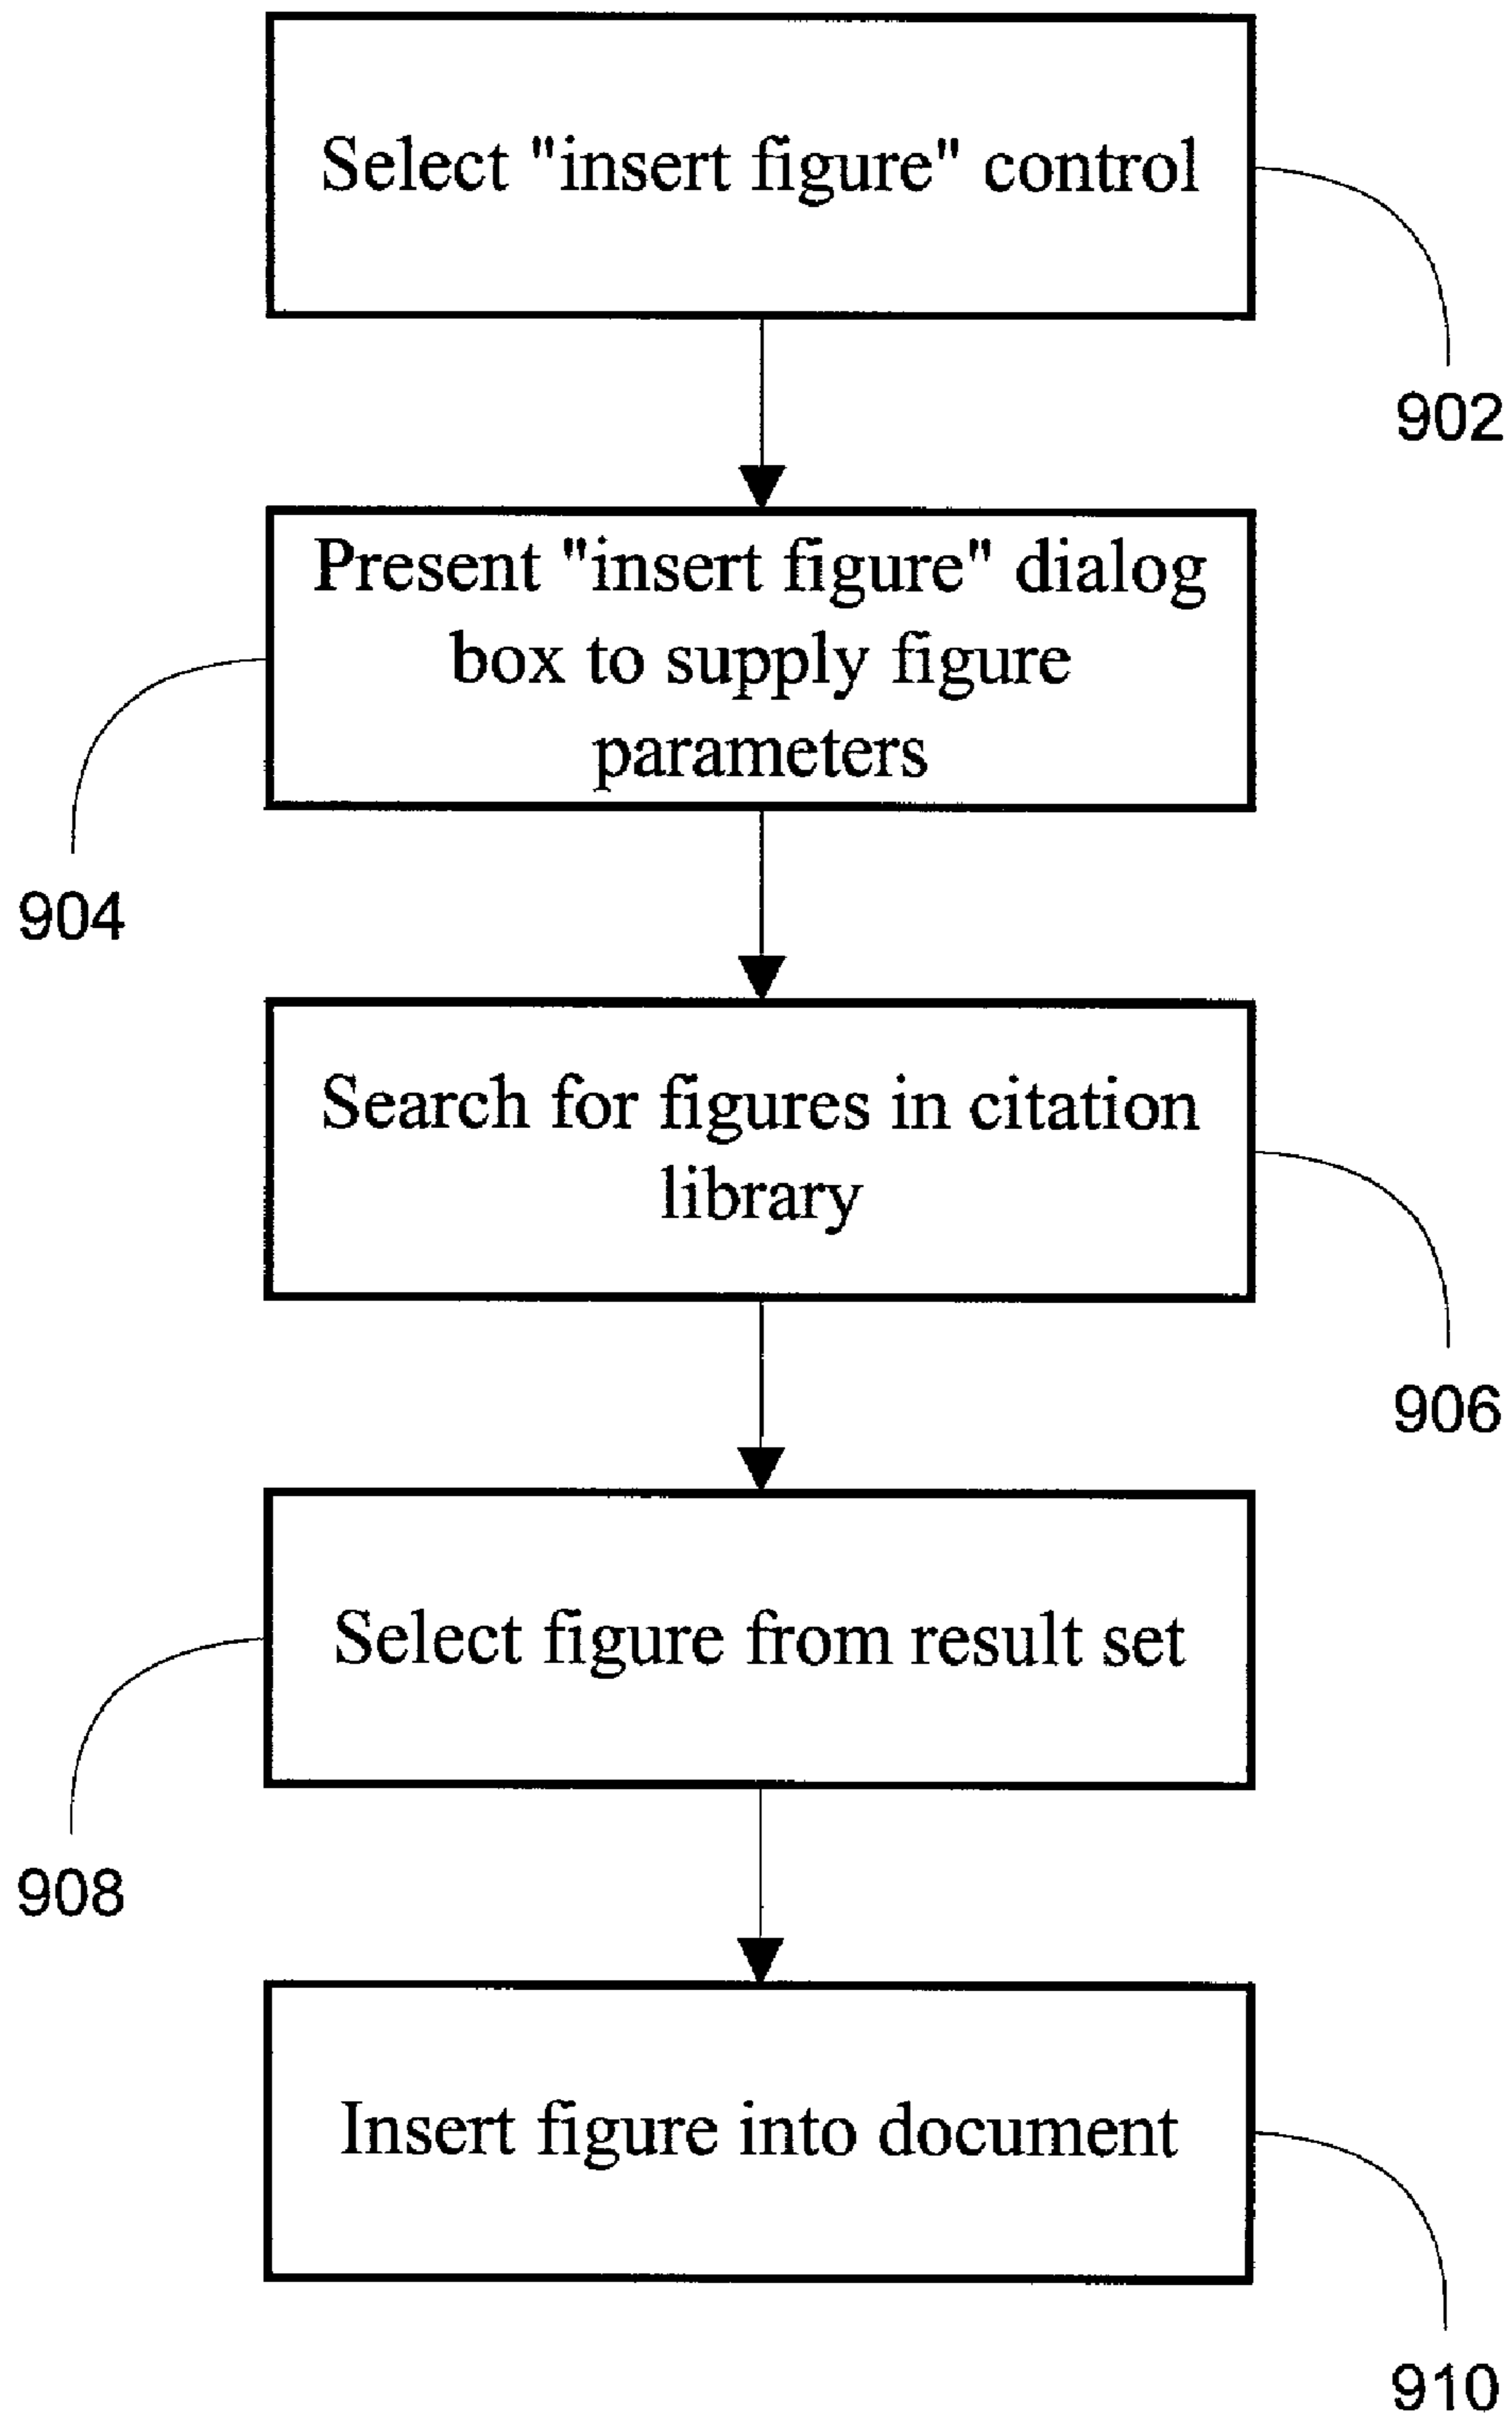 Select "insert figure" control
902
Present "insert figure" dialog
box to supply figure
parameters
904
Search for figures in citation
library
906
Select figure from result set
908
Insert figure into document
910